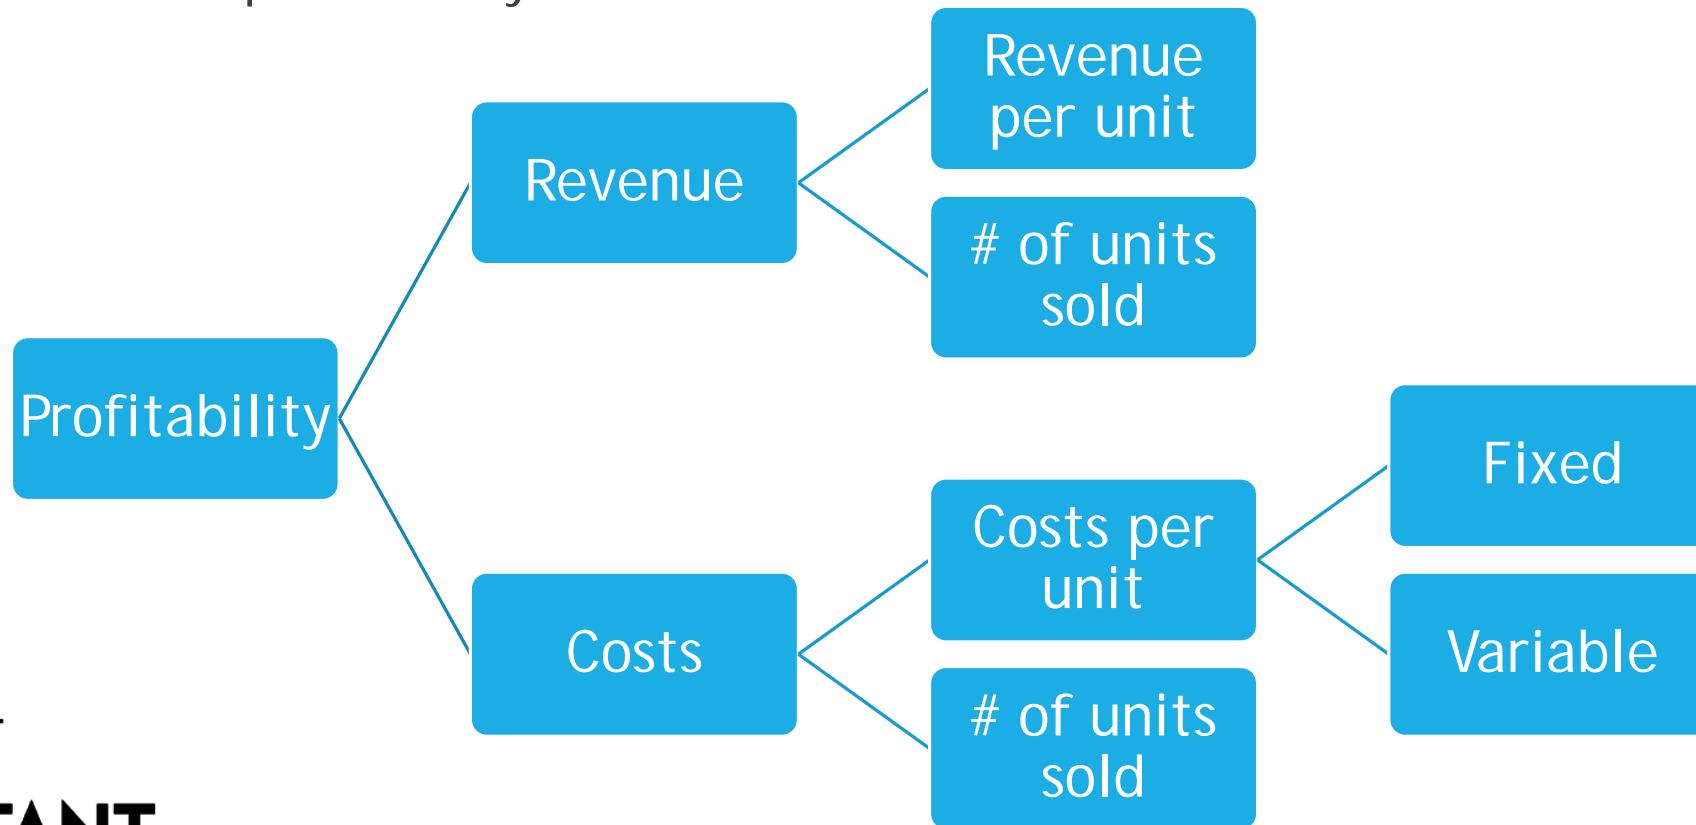 Revenue
per unit
Revenue
# of units
sold
Profitability
Fixed
Costs per
unit
Variable
Costs
# of units
sold